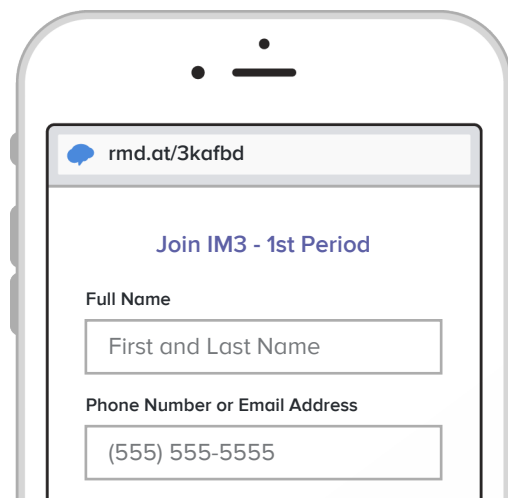 rmd.at/3kafbd
Join IM3 - 1st Period
Full Name
First and Last Name
Phone Number or Email Address
(555) 555-5555